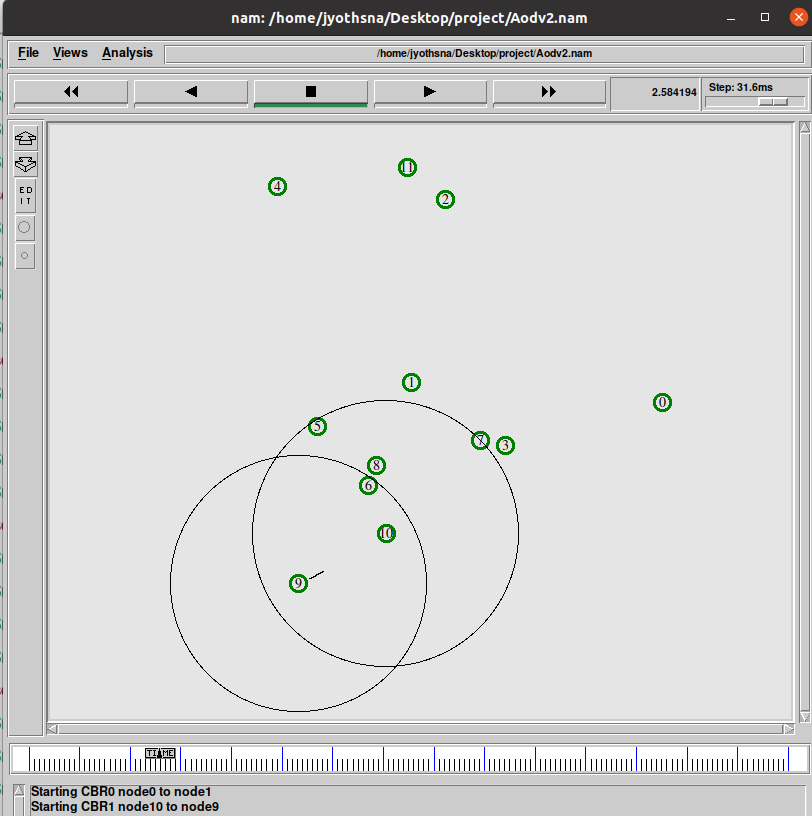 nam: /home/jyothsna/Desktop/project/Aodv2.nam
File Views Analysis /home/jyothsna/Desktop/project/Aodv2.nam
2.584194 Step: 31.6ms
ED
IT
4
11
2
1
0
5
7
3
8
6
10
9
TIME
Starting CBR0 node0 to node1
Starting CBR1 node10 to node9